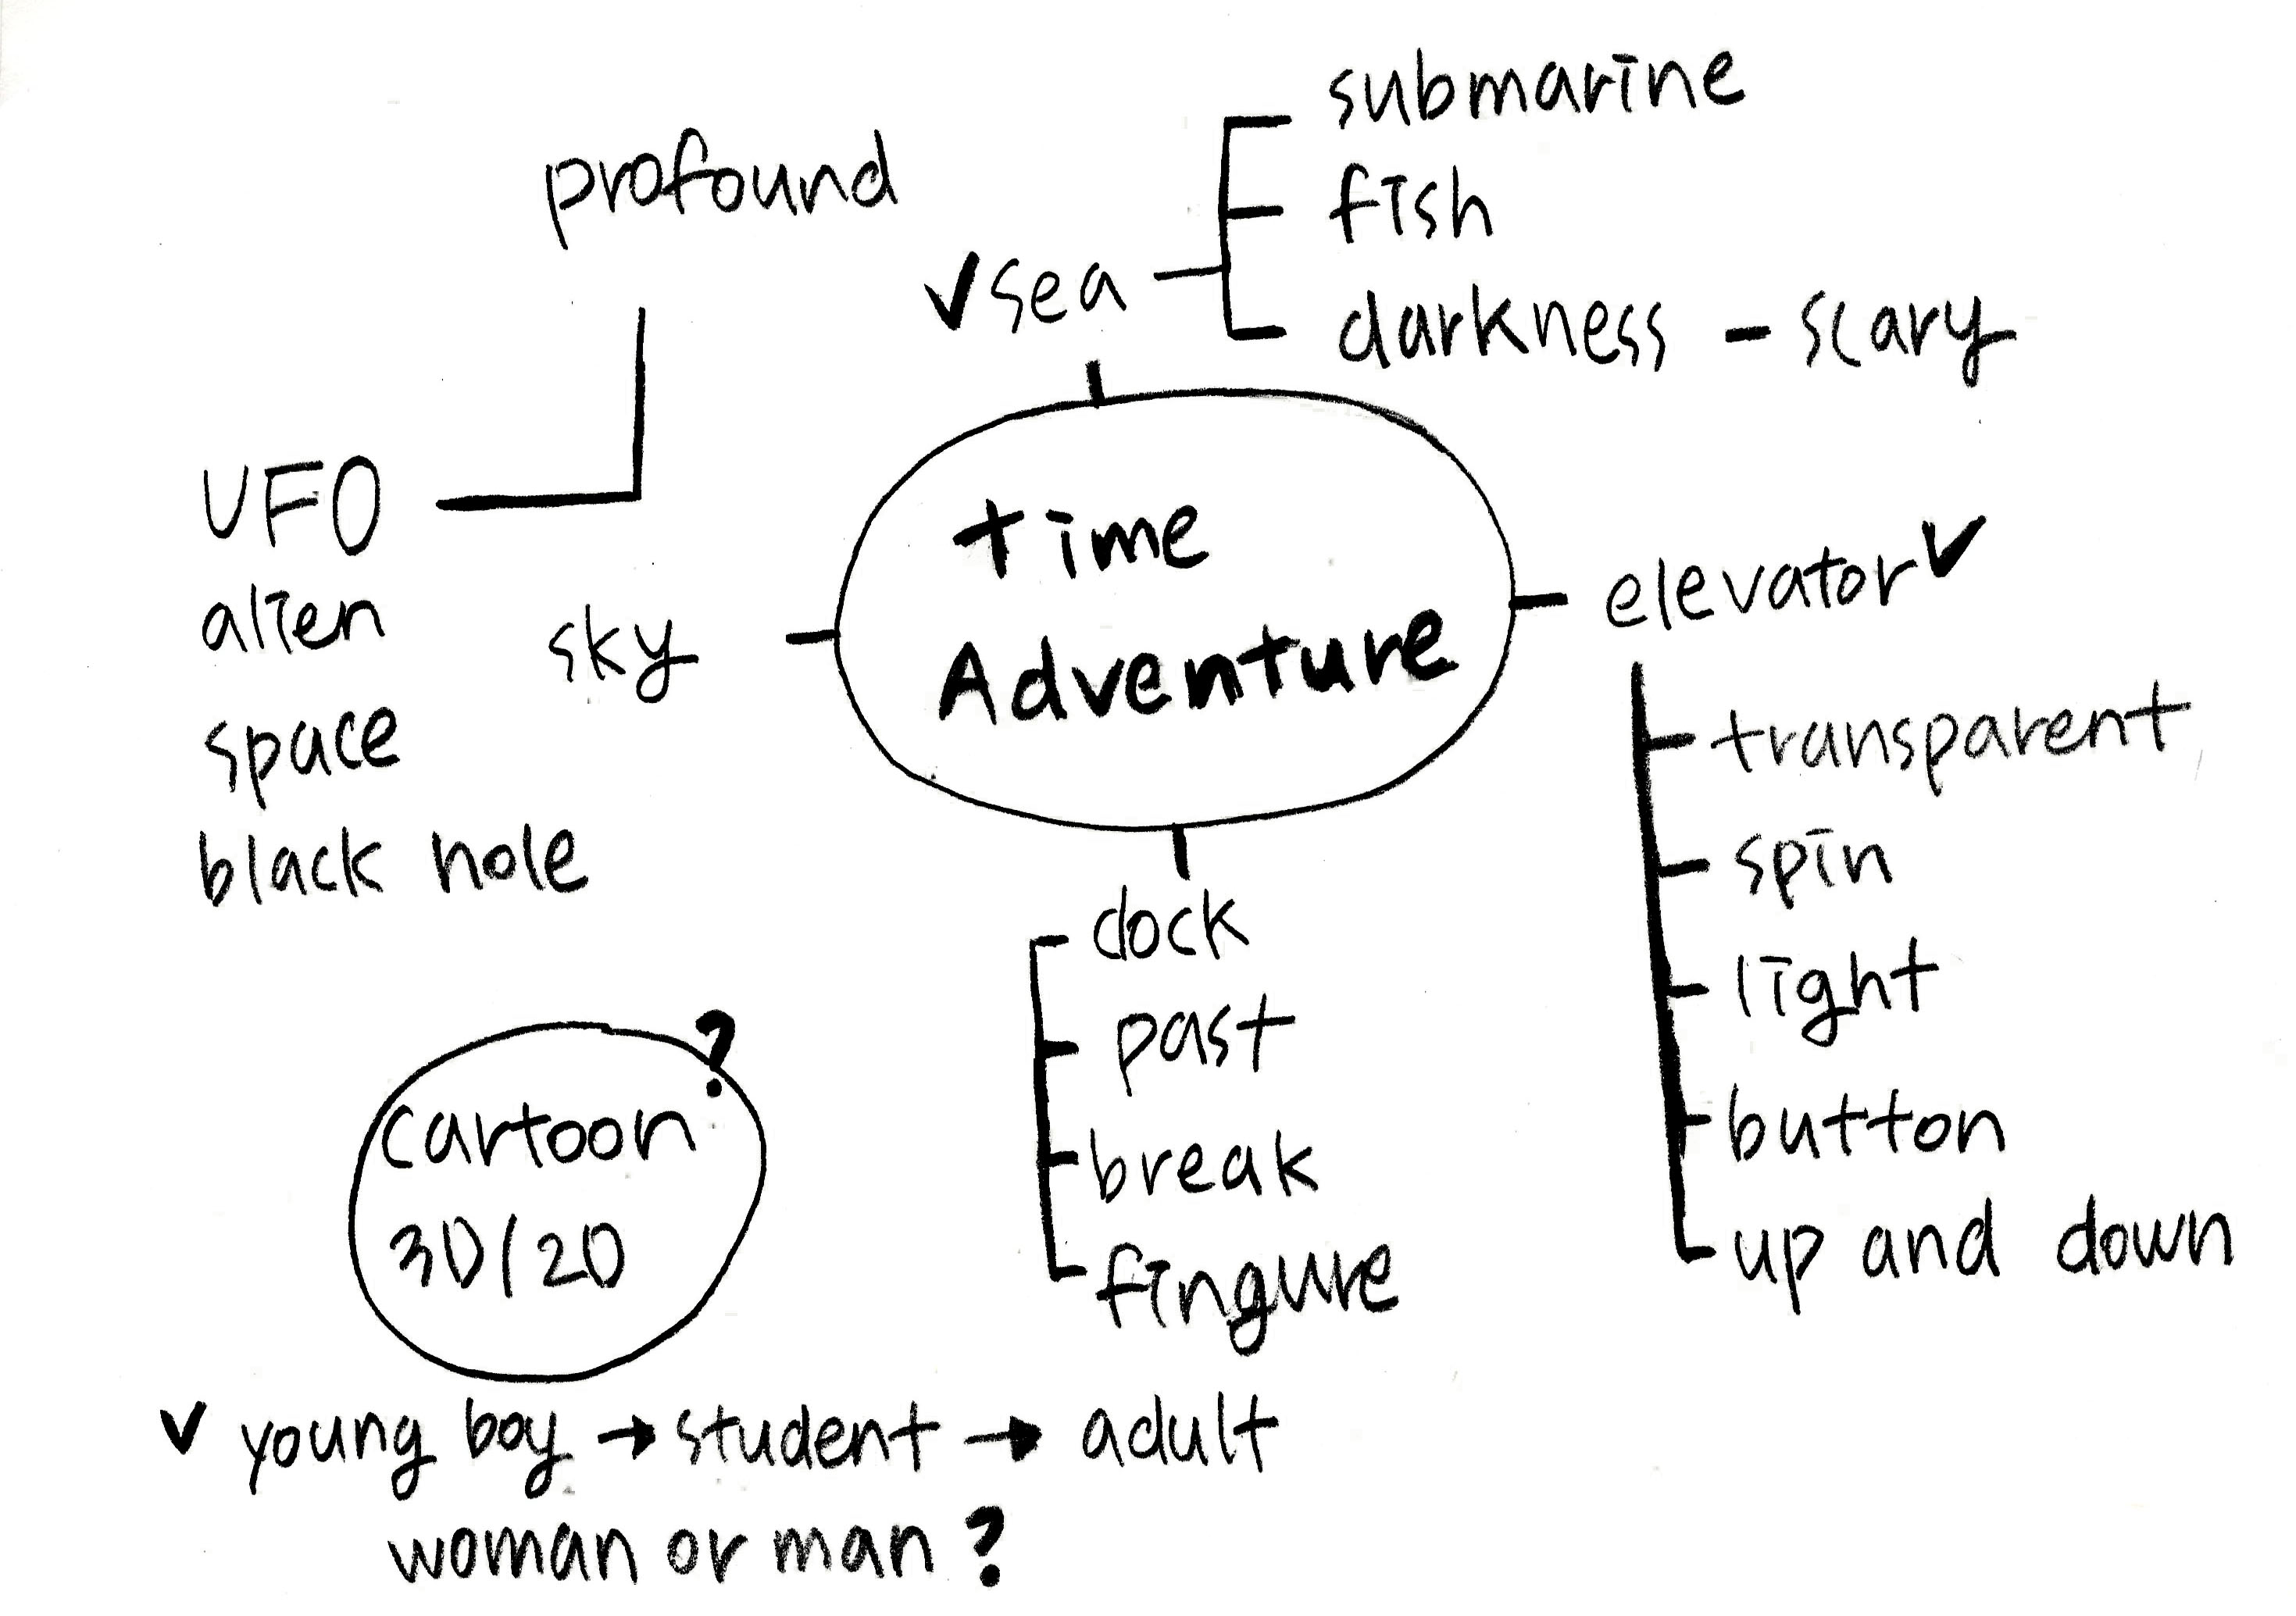 submarine
profound
fish
✓ sea
darkness - scary
UFO
time
elevator ✓
alien
sky
Adventure
transparent
space
spin
black hole
clock
light
past
?
cartoon
button
break
3D/2D
up and down
fingure
✓ young boy → student → adult
woman or man?